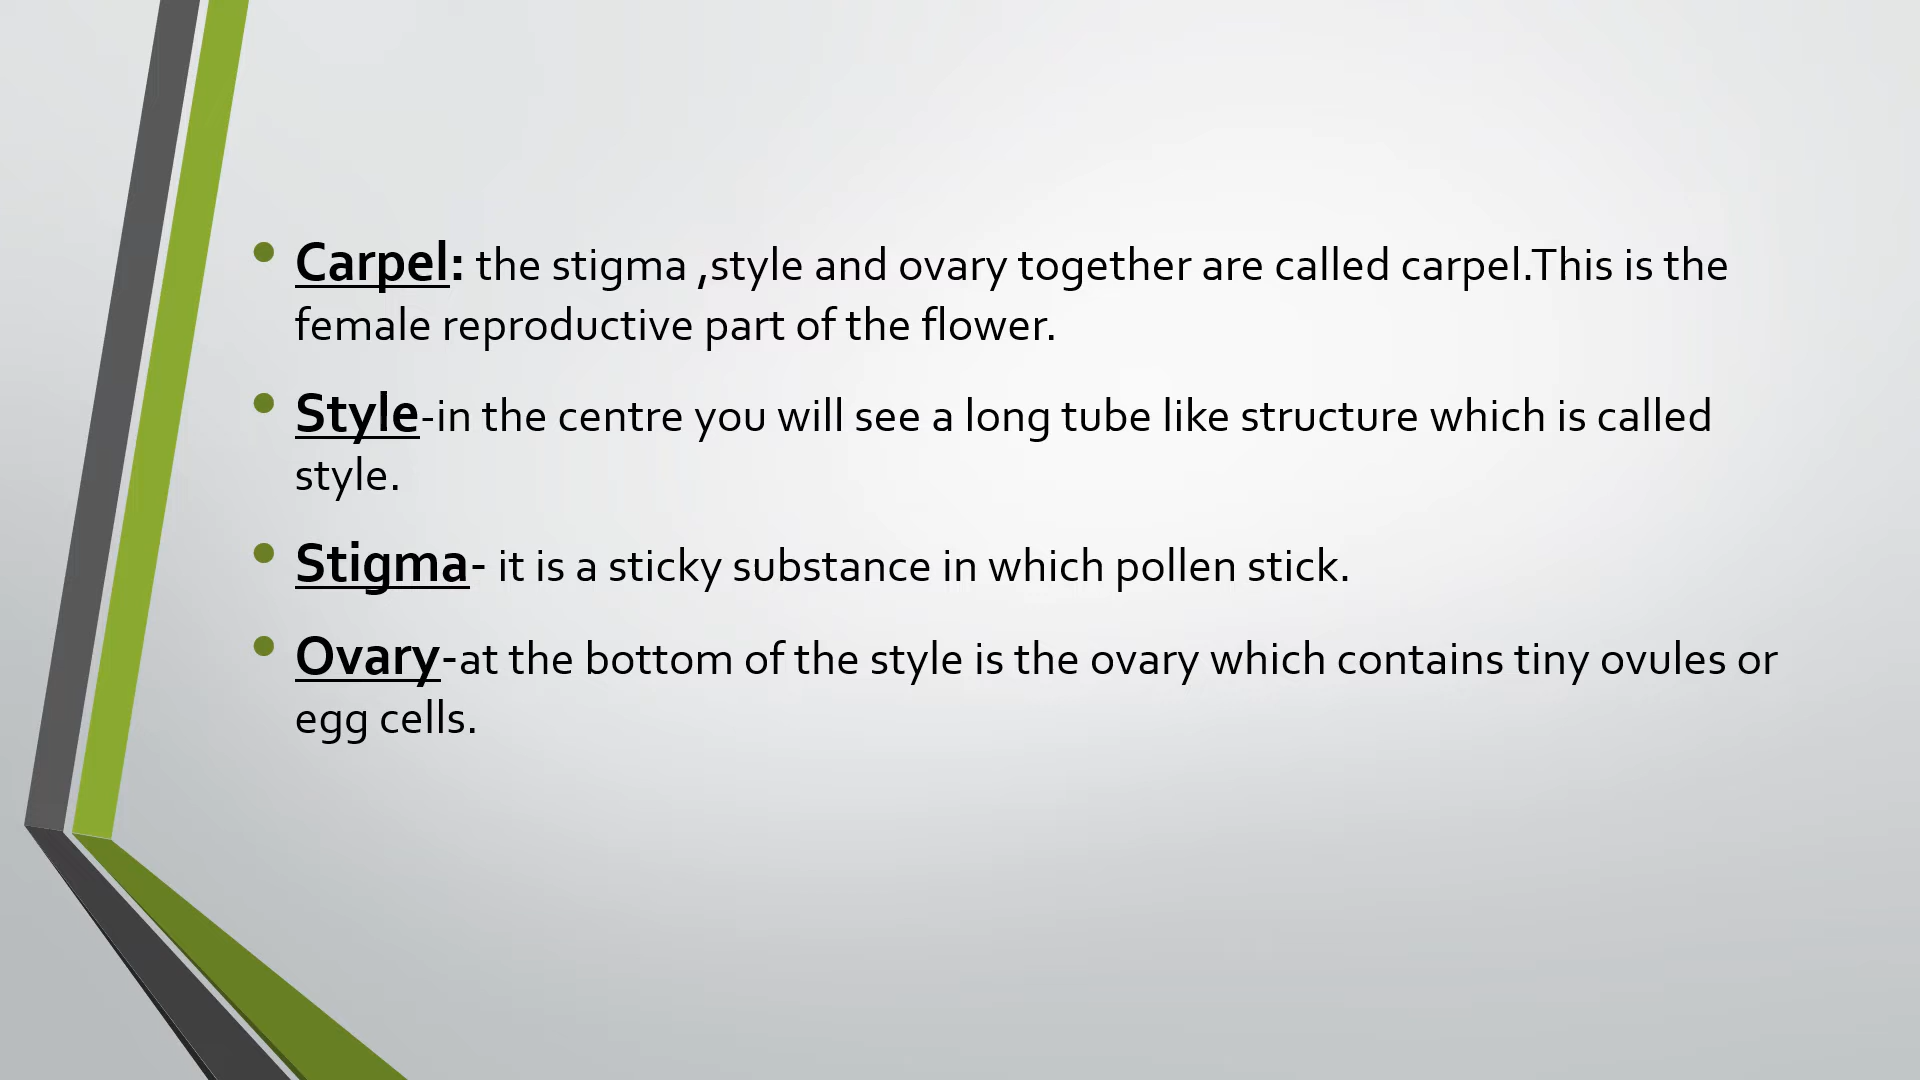 Carpel: the stigma ,style and ovary together are called carpel.This is the
female reproductive part of the flower.
Style-in the centre you will see a long tube like structure which is called
style.
Stigma- it is a sticky substance in which pollen stick.
Ovary-at the bottom of the style is the ovary which contains tiny ovules or
egg cells.